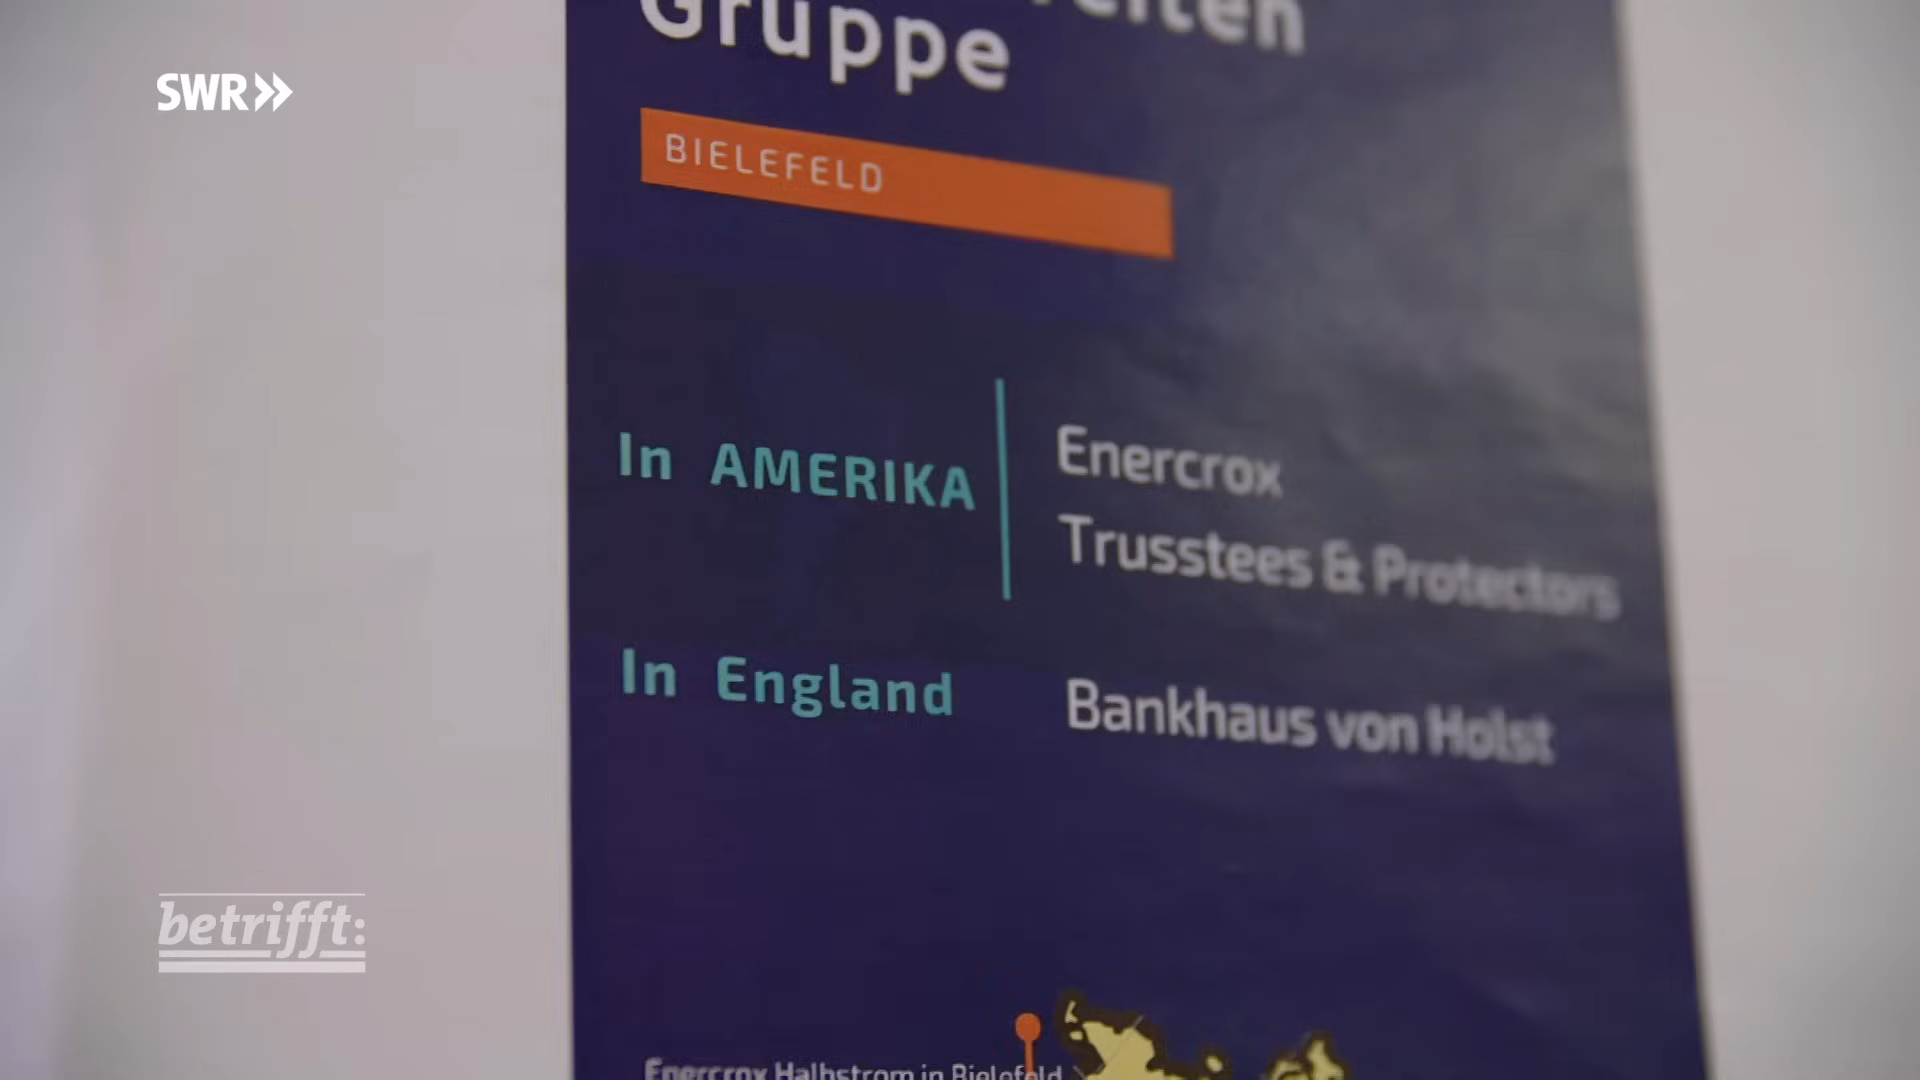 Gruppe
SWR
BIELEFELD
In AMERIKA
Enercrox
Trusstees & Protectors
In England
Bankhaus von Holst
betrifft:
Enercrox Halbstrom in Bielefeld